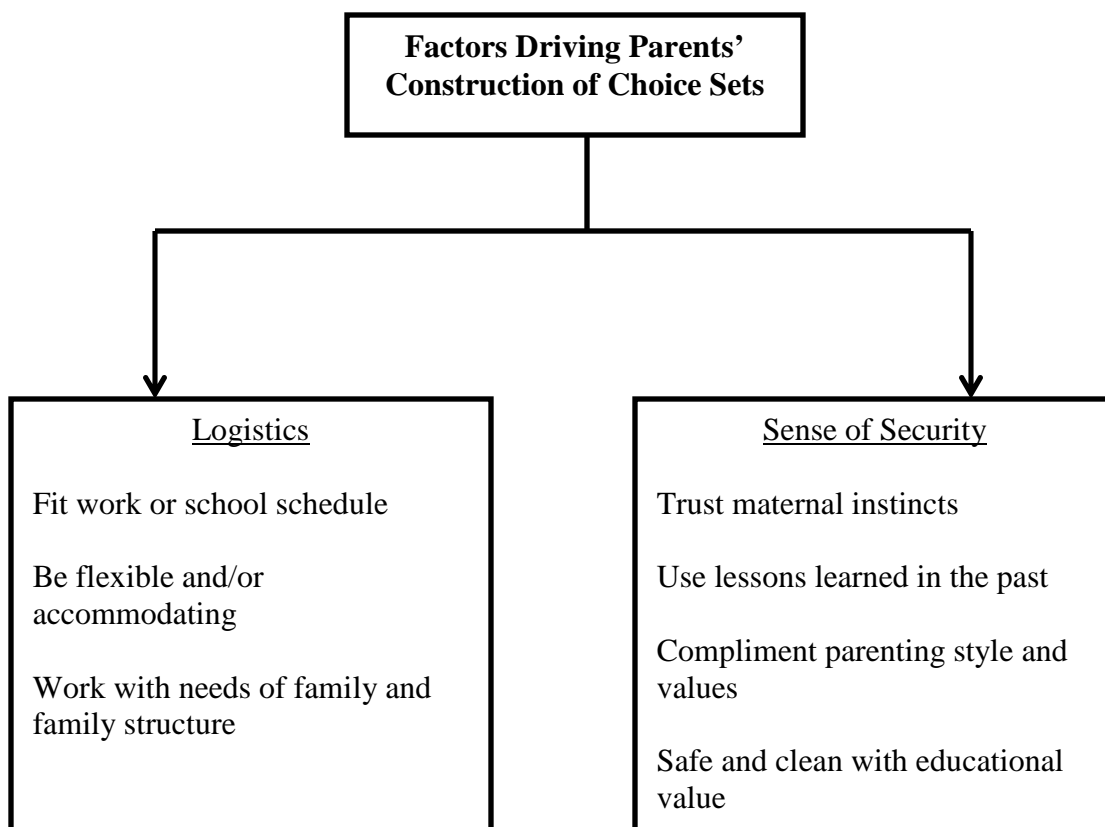 Factors Driving Parents’
Construction of Choice Sets
Logistics
Fit work or school schedule
Be flexible and/or
accommodating
Work with needs of family and
family structure
Sense of Security
Trust maternal instincts
Use lessons learned in the past
Compliment parenting style and
values
Safe and clean with educational
value